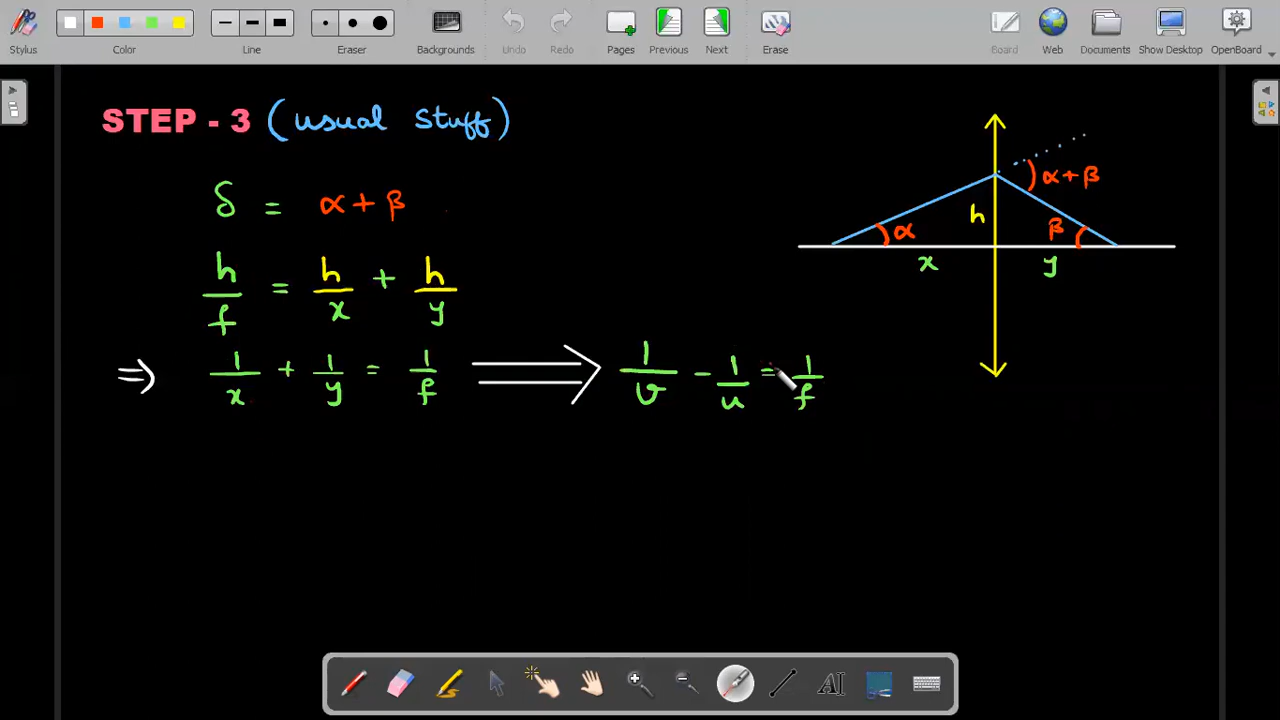 Stylus Color Line Eraser Backgrounds Undo Redo Pages Previous Next Erase Board Web Documents Show Desktop OpenBoard
STEP - 3 (usual stuff)
δ = α + β
h/f = h/x + h/y
⇒ 1/x + 1/y = 1/f ⟹ 1/v - 1/u = 1/f
α + β
h
α
β
x
y
AI